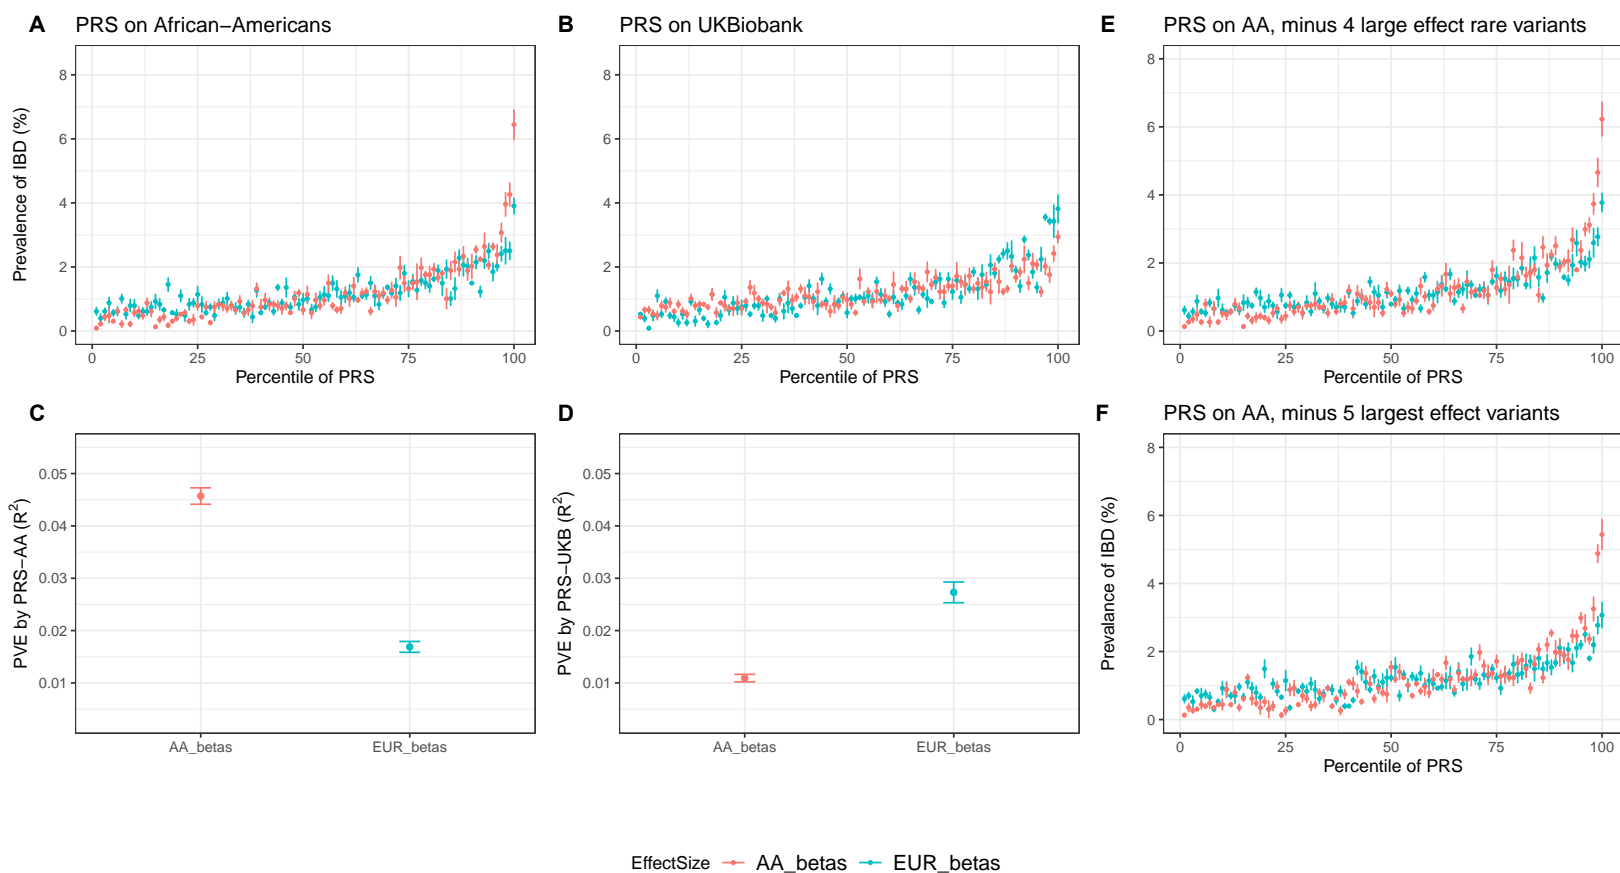 A PRS on African−Americans
Prevalence of IBD (%)
8
6
4
2
0
0 25 50 75 100
Percentile of PRS
B PRS on UKBiobank
8
6
4
2
0
0 25 50 75 100
Percentile of PRS
E PRS on AA, minus 4 large effect rare variants
8
6
4
2
0
0 25 50 75 100
Percentile of PRS
C
PVE by PRS−AA (R²)
0.05
0.04
0.03
0.02
0.01
AA_betas EUR_betas
D
PVE by PRS−UKB (R²)
0.05
0.04
0.03
0.02
0.01
AA_betas EUR_betas
F PRS on AA, minus 5 largest effect variants
Prevalance of IBD (%)
8
6
4
2
0
0 25 50 75 100
Percentile of PRS
EffectSize AA_betas EUR_betas